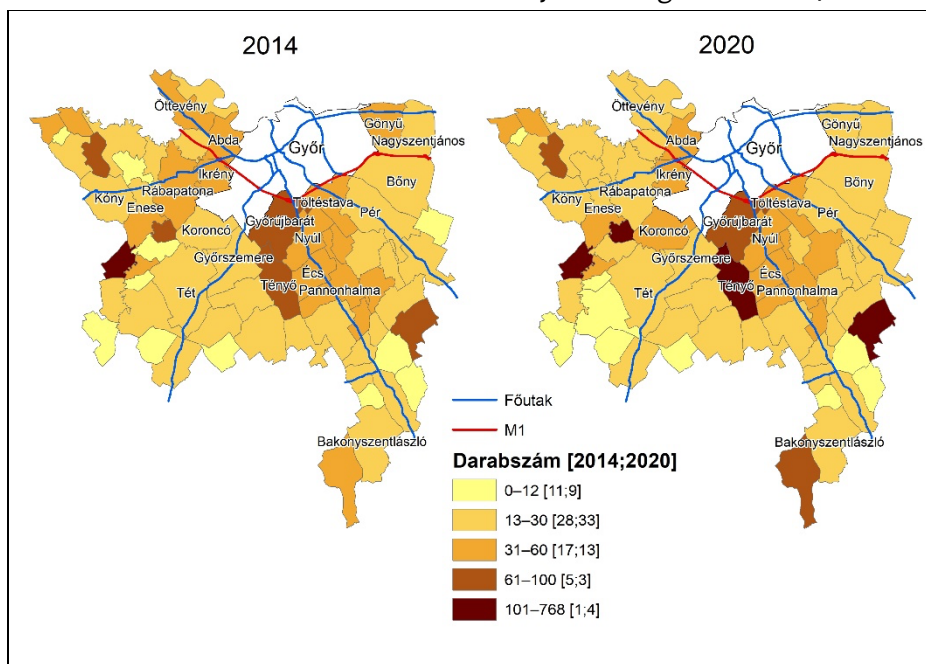 2014
2020
Öttevény
Abda
Győr
Gönyű
Nagyszentjános
Ikrény
Rábapatona
Kóny
Enese
Bőny
Töltéstava
Pér
Koroncó
Győrújbarát
Nyúl
Győrszemere
Écs
Tét
Tényő
Pannonhalma
Bakonyszentlászló
Öttevény
Abda
Győr
Gönyű
Nagyszentjános
Ikrény
Rábapatona
Kóny
Enese
Bőny
Töltéstava
Pér
Koroncó
Győrújbarát
Nyúl
Győrszemere
Écs
Tét
Tényő
Pannonhalma
Bakonyszentlászló
Főutak
M1
Darabszám [2014;2020]
0–12 [11;9]
13–30 [28;33]
31–60 [17;13]
61–100 [5;3]
101–768 [1;4]